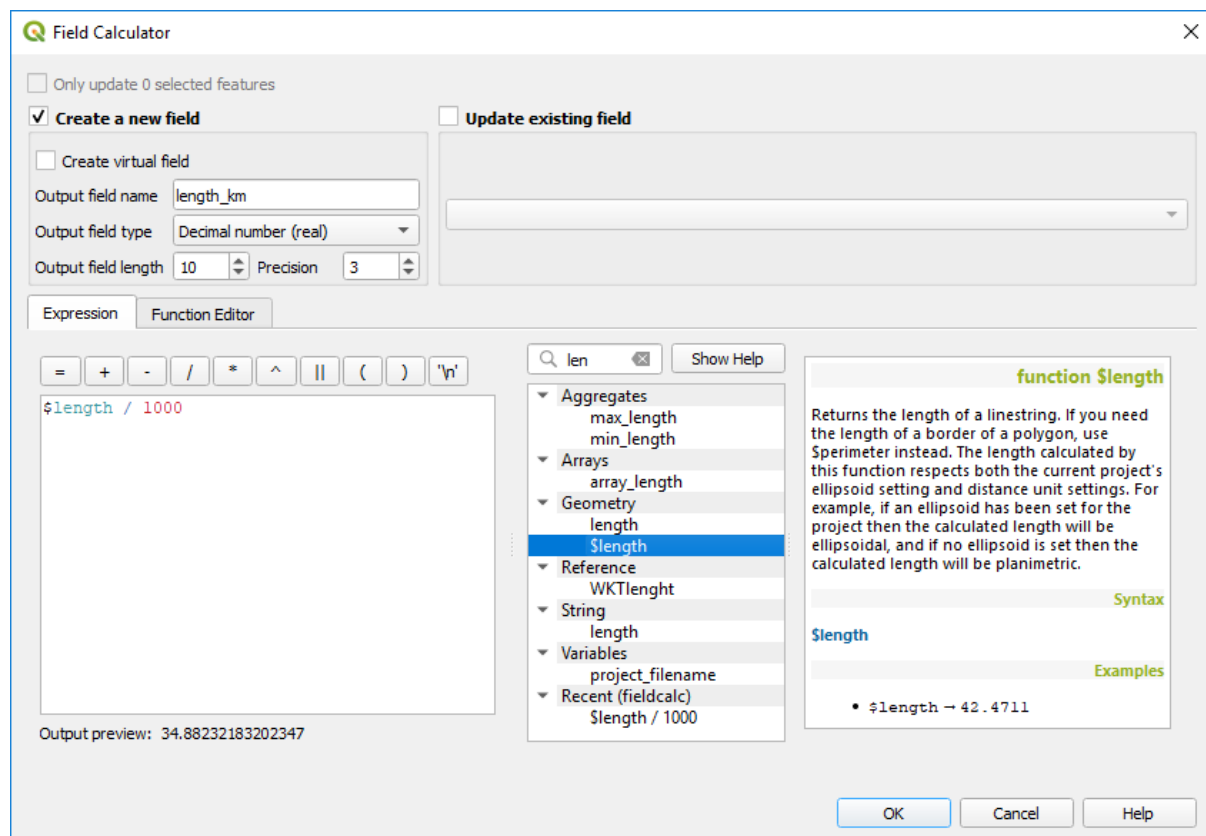 Field Calculator
Only update 0 selected features
Create a new field
Update existing field
Create virtual field
Output field name length_km
Output field type Decimal number (real)
Output field length 10 Precision 3
Expression Function Editor
= + - / * ^ || ( ) '\n'
$length / 1000
Output preview: 34.88232183202347
len Show Help
Aggregates
max_length
min_length
Arrays
array_length
Geometry
length
$length
Reference
WKTlenght
String
length
Variables
project_filename
Recent (fieldcalc)
$length / 1000
function $length
Returns the length of a linestring. If you need
the length of a border of a polygon, use
$perimeter instead. The length calculated by
this function respects both the current project's
ellipsoid setting and distance unit settings. For
example, if an ellipsoid has been set for the
project then the calculated length will be
ellipsoidal, and if no ellipsoid is set then the
calculated length will be planimetric.
Syntax
$length
Examples
• $length → 42.4711
OK Cancel Help